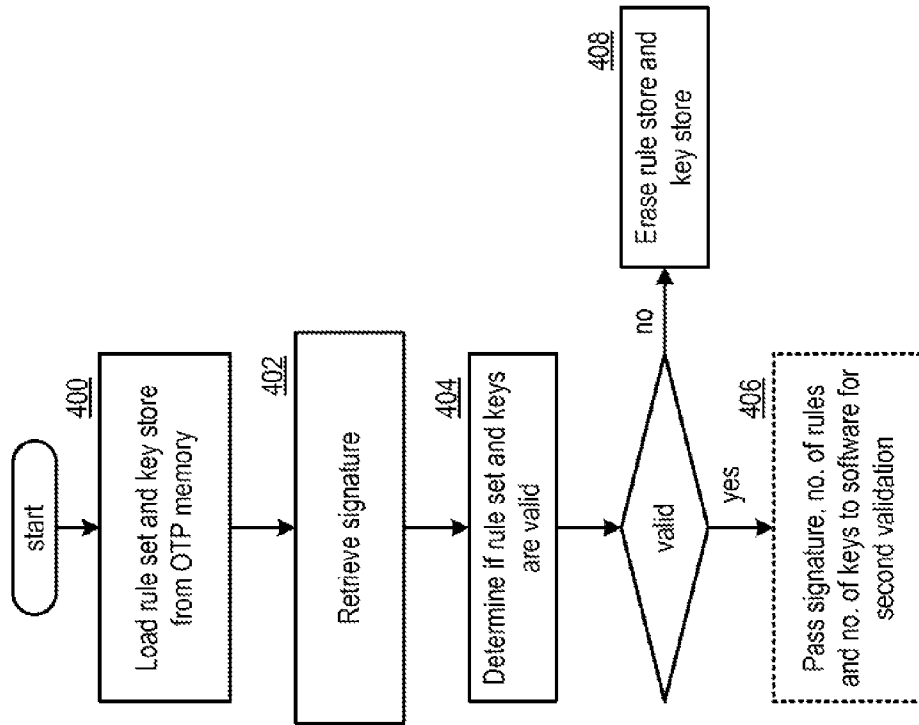 start
400
Load rule set and key store
from OTP memory
402
Retrieve signature
404
Determine if rule set and keys
are valid
valid
no
408
Erase rule store and
key store
yes
406
Pass signature, no. of rules
and no. of keys to software for
second validation